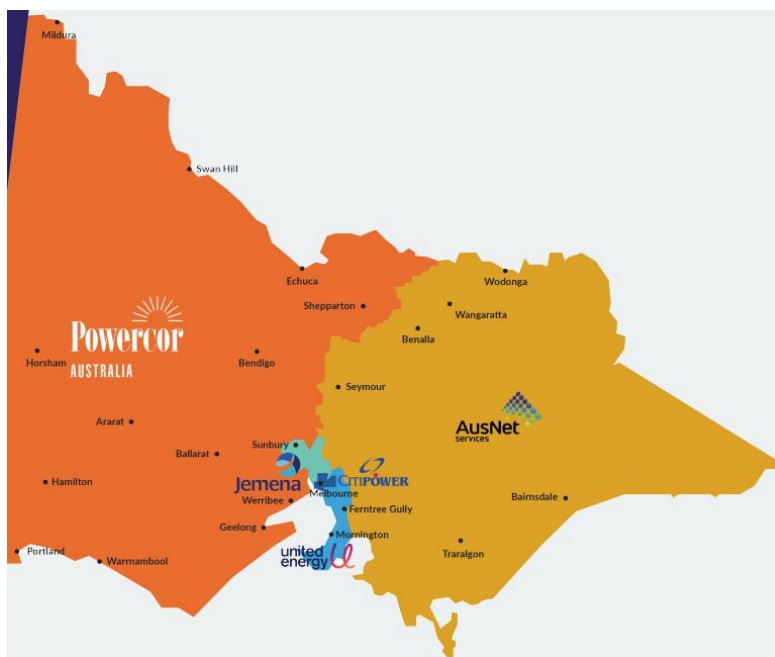 Mildura
Swan Hill
Echuca
Wodonga
Shepparton
Wangaratta
Benalla
Powercor
AUSTRALIA
Horsham
Bendigo
Seymour
Ararat
AusNet
services
Sunbury
Ballarat
Jemena
CITIPOWER
Hamilton
Melbourne
Werribee
Bairnsdale
Ferntree Gully
Geelong
Mornington
Traralgon
united
energy
Portland
Warrnambool